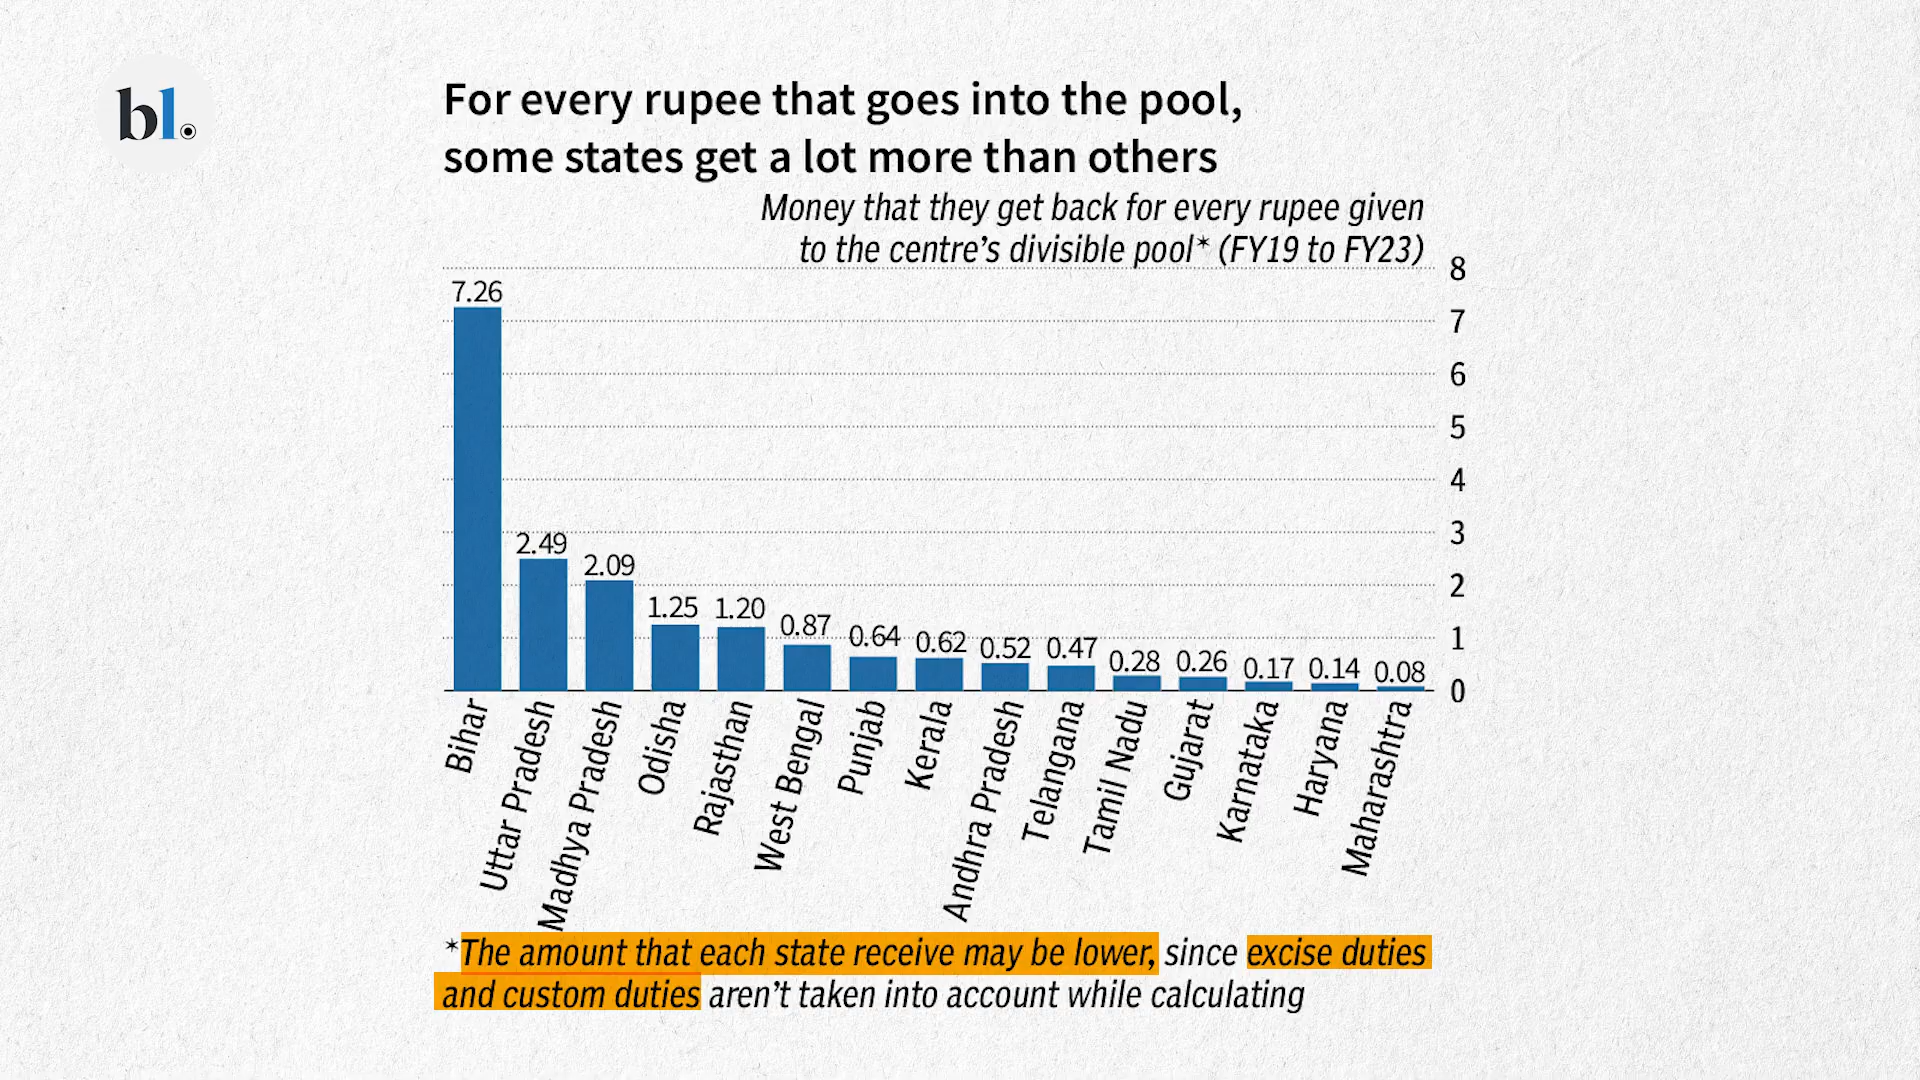 bl.
For every rupee that goes into the pool,
some states get a lot more than others
Money that they get back for every rupee given
to the centre’s divisible pool* (FY19 to FY23)
8
7
6
5
4
3
2
1
0
7.26
2.49
2.09
1.25
1.20
0.87
0.64
0.62
0.52
0.47
0.28
0.26
0.17
0.14
0.08
Bihar
Uttar Pradesh
Madhya Pradesh
Odisha
Rajasthan
West Bengal
Punjab
Kerala
Andhra Pradesh
Telangana
Tamil Nadu
Gujarat
Karnataka
Haryana
Maharashtra
*The amount that each state receive may be lower, since excise duties
and custom duties aren’t taken into account while calculating